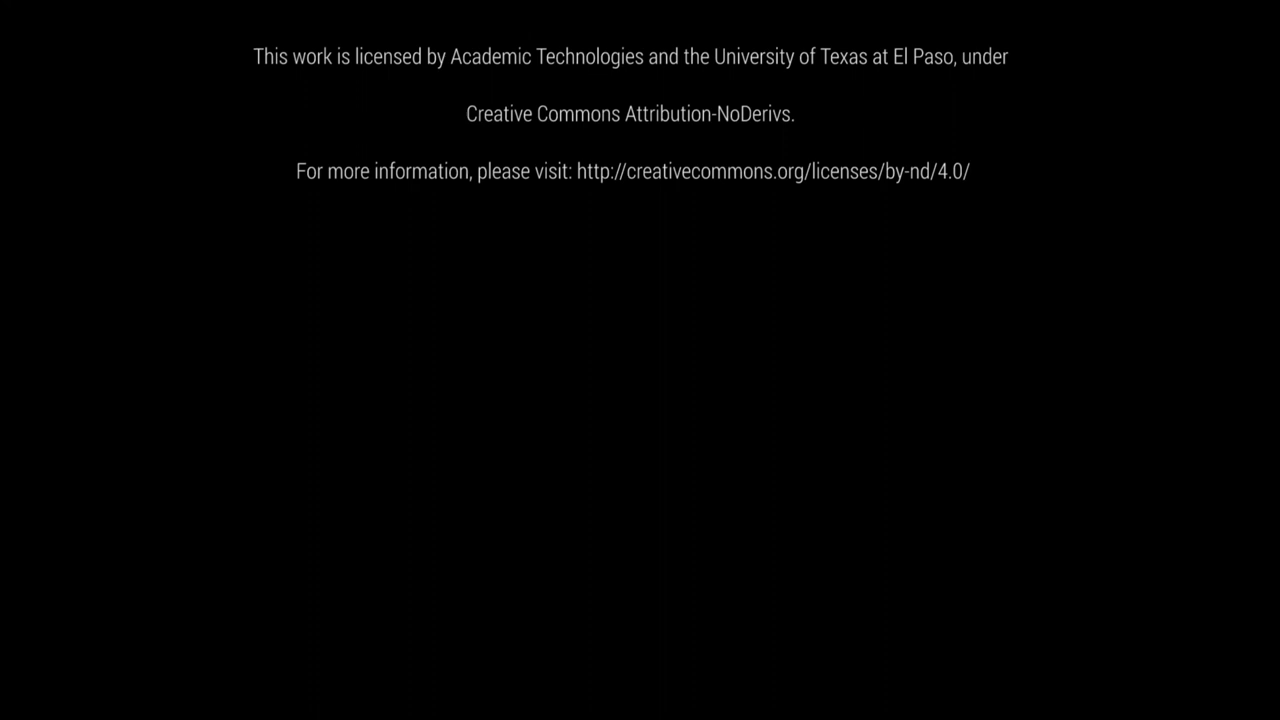 This work is licensed by Academic Technologies and the University of Texas at El Paso, under
Creative Commons Attribution-NoDerivs.
For more information, please visit: http://creativecommons.org/licenses/by-nd/4.0/